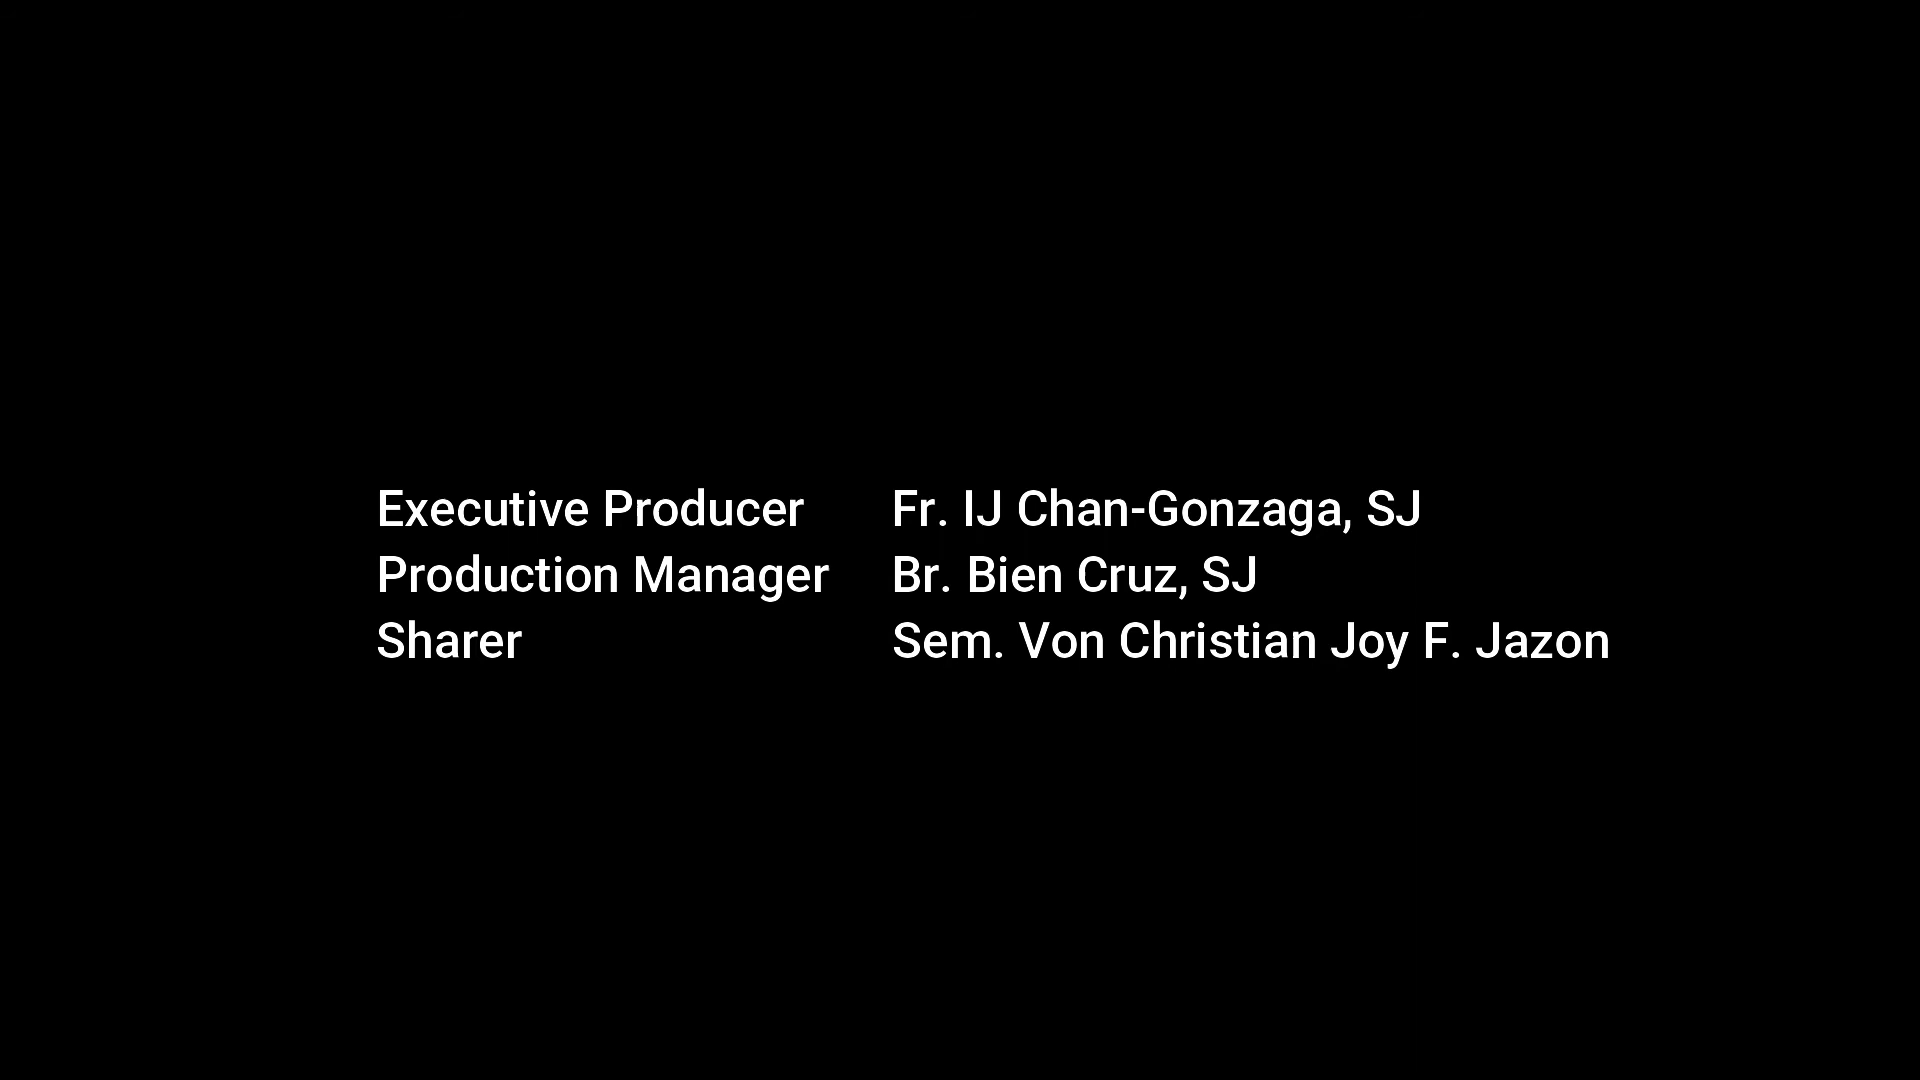 Executive Producer Fr. IJ Chan-Gonzaga, SJ
Production Manager Br. Bien Cruz, SJ
Sharer Sem. Von Christian Joy F. Jazon